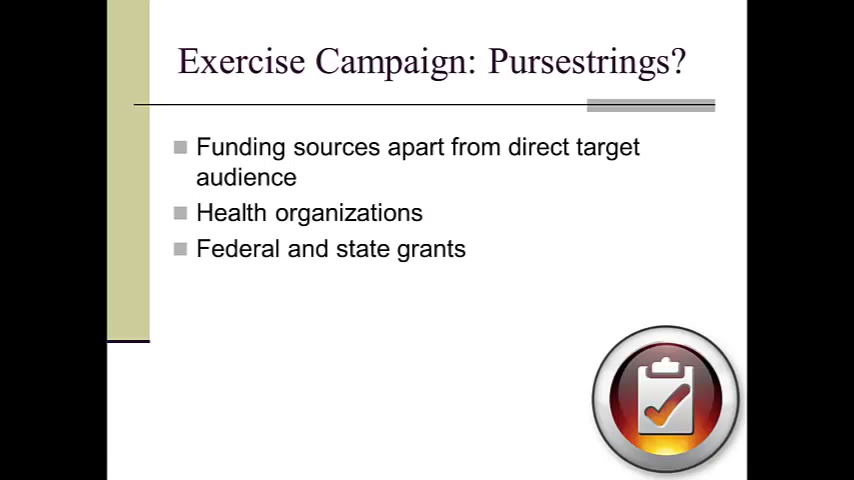 Exercise Campaign: Pursestrings?
Funding sources apart from direct target
audience
Health organizations
Federal and state grants